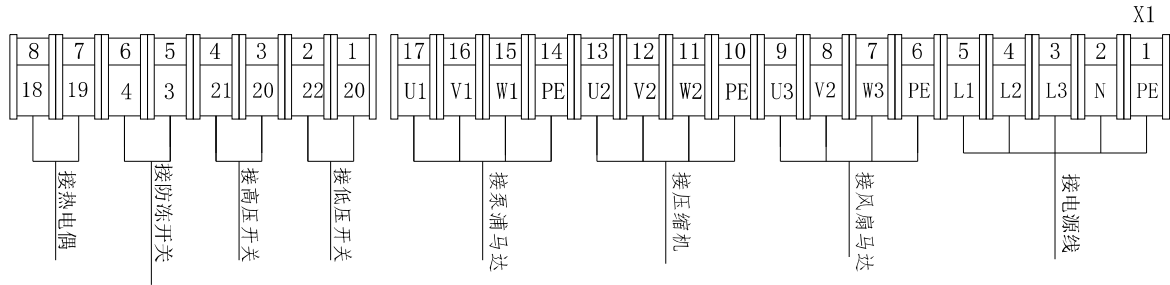 X1
8 7 6 5 4 3 2 1 17 16 15 14 13 12 11 10 9 8 7 6 5 4 3 2 1
18 19 4 3 21 20 22 20 U1 V1 W1 PE U2 V2 W2 PE U3 V2 W3 PE L1 L2 L3 N PE
接热电偶
接防冻开关
接高压开关
接低压开关
接泵浦马达
接压缩机
接风扇马达
接电源线